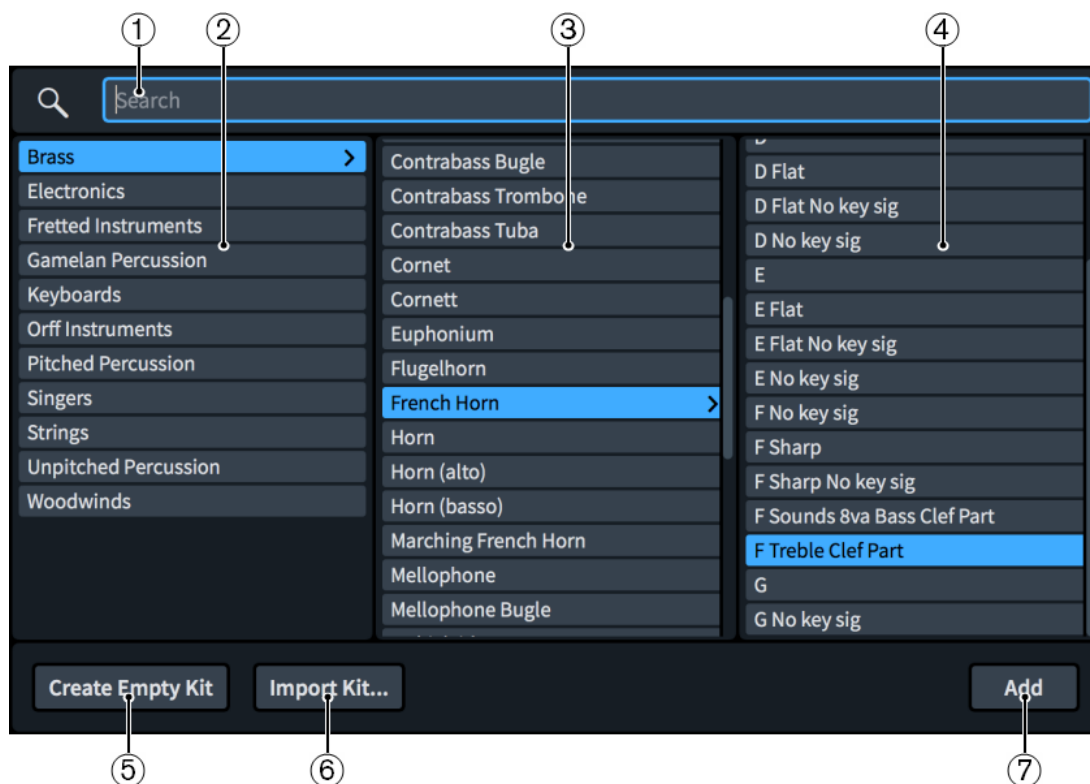 ① ② ③ ④
Search
Brass
Electronics
Fretted Instruments
Gamelan Percussion
Keyboards
Orff Instruments
Pitched Percussion
Singers
Strings
Unpitched Percussion
Woodwinds
Contrabass Bugle
Contrabass Trombone
Contrabass Tuba
Cornet
Cornett
Euphonium
Flugelhorn
French Horn
Horn
Horn (alto)
Horn (basso)
Marching French Horn
Mellophone
Mellophone Bugle
D Flat
D Flat No key sig
D No key sig
E
E Flat
E Flat No key sig
E No key sig
F No key sig
F Sharp
F Sharp No key sig
F Sounds 8va Bass Clef Part
F Treble Clef Part
G
G No key sig
Create Empty Kit
Import Kit...
Add
⑤ ⑥ ⑦